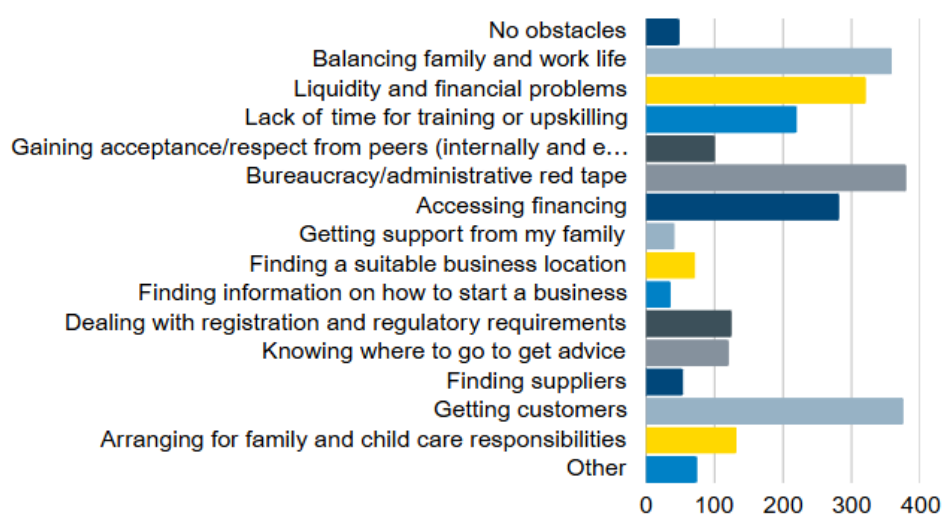 No obstacles
Balancing family and work life
Liquidity and financial problems
Lack of time for training or upskilling
Gaining acceptance/respect from peers (internally and e...
Bureaucracy/administrative red tape
Accessing financing
Getting support from my family
Finding a suitable business location
Finding information on how to start a business
Dealing with registration and regulatory requirements
Knowing where to go to get advice
Finding suppliers
Getting customers
Arranging for family and child care responsibilities
Other
0 100 200 300 400